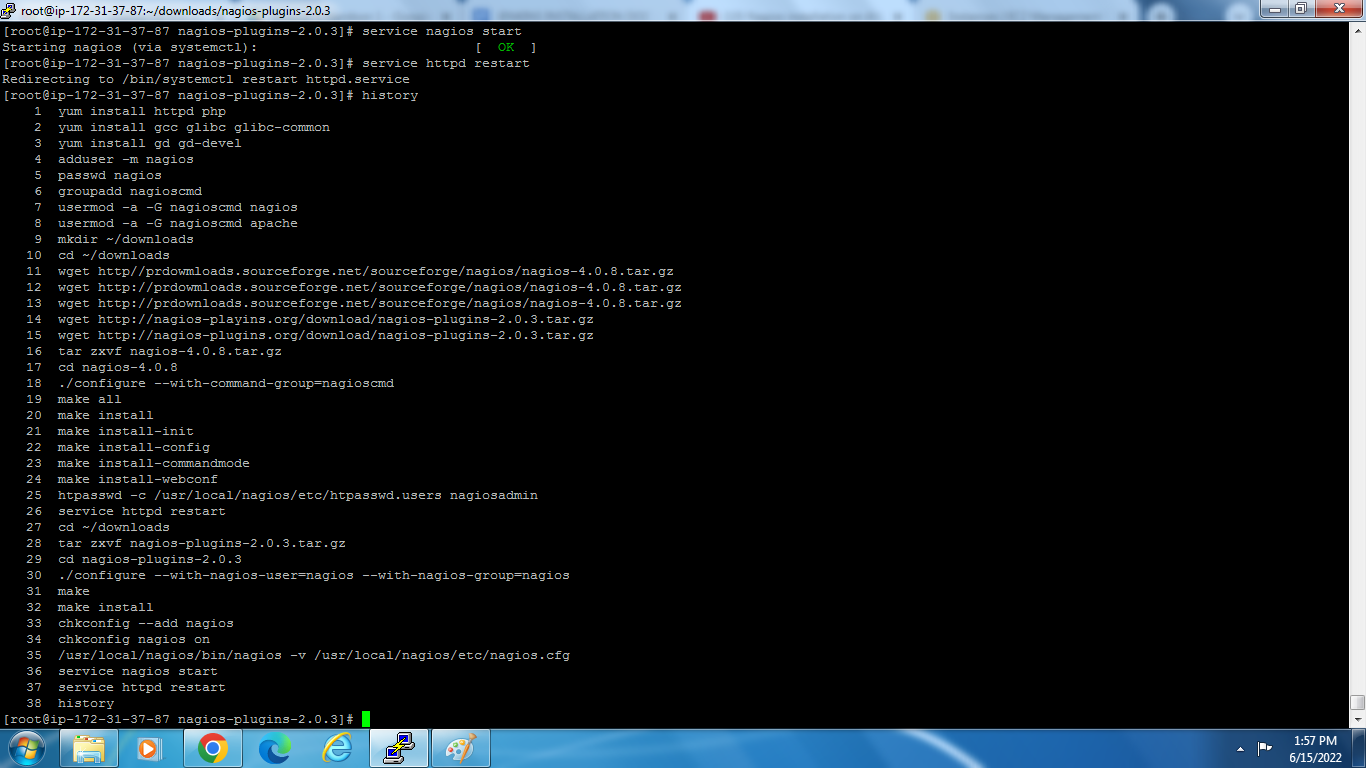 root@ip-172-31-37-87:~/downloads/nagios-plugins-2.0.3
[root@ip-172-31-37-87 nagios-plugins-2.0.3]# service nagios start
Starting nagios (via systemctl): [ OK ]
[root@ip-172-31-37-87 nagios-plugins-2.0.3]# service httpd restart
Redirecting to /bin/systemctl restart httpd.service
[root@ip-172-31-37-87 nagios-plugins-2.0.3]# history
1 yum install httpd php
2 yum install gcc glibc glibc-common
3 yum install gd gd-devel
4 adduser -m nagios
5 passwd nagios
6 groupadd nagioscmd
7 usermod -a -G nagioscmd nagios
8 usermod -a -G nagioscmd apache
9 mkdir ~/downloads
10 cd ~/downloads
11 wget http//prdowmloads.sourceforge.net/sourceforge/nagios/nagios-4.0.8.tar.gz
12 wget http://prdowmloads.sourceforge.net/sourceforge/nagios/nagios-4.0.8.tar.gz
13 wget http://prdownloads.sourceforge.net/sourceforge/nagios/nagios-4.0.8.tar.gz
14 wget http://nagios-playins.org/download/nagios-plugins-2.0.3.tar.gz
15 wget http://nagios-plugins.org/download/nagios-plugins-2.0.3.tar.gz
16 tar zxvf nagios-4.0.8.tar.gz
17 cd nagios-4.0.8
18 ./configure --with-command-group=nagioscmd
19 make all
20 make install
21 make install-init
22 make install-config
23 make install-commandmode
24 make install-webconf
25 htpasswd -c /usr/local/nagios/etc/htpasswd.users nagiosadmin
26 service httpd restart
27 cd ~/downloads
28 tar zxvf nagios-plugins-2.0.3.tar.gz
29 cd nagios-plugins-2.0.3
30 ./configure --with-nagios-user=nagios --with-nagios-group=nagios
31 make
32 make install
33 chkconfig --add nagios
34 chkconfig nagios on
35 /usr/local/nagios/bin/nagios -v /usr/local/nagios/etc/nagios.cfg
36 service nagios start
37 service httpd restart
38 history
[root@ip-172-31-37-87 nagios-plugins-2.0.3]#
1:57 PM
6/15/2022